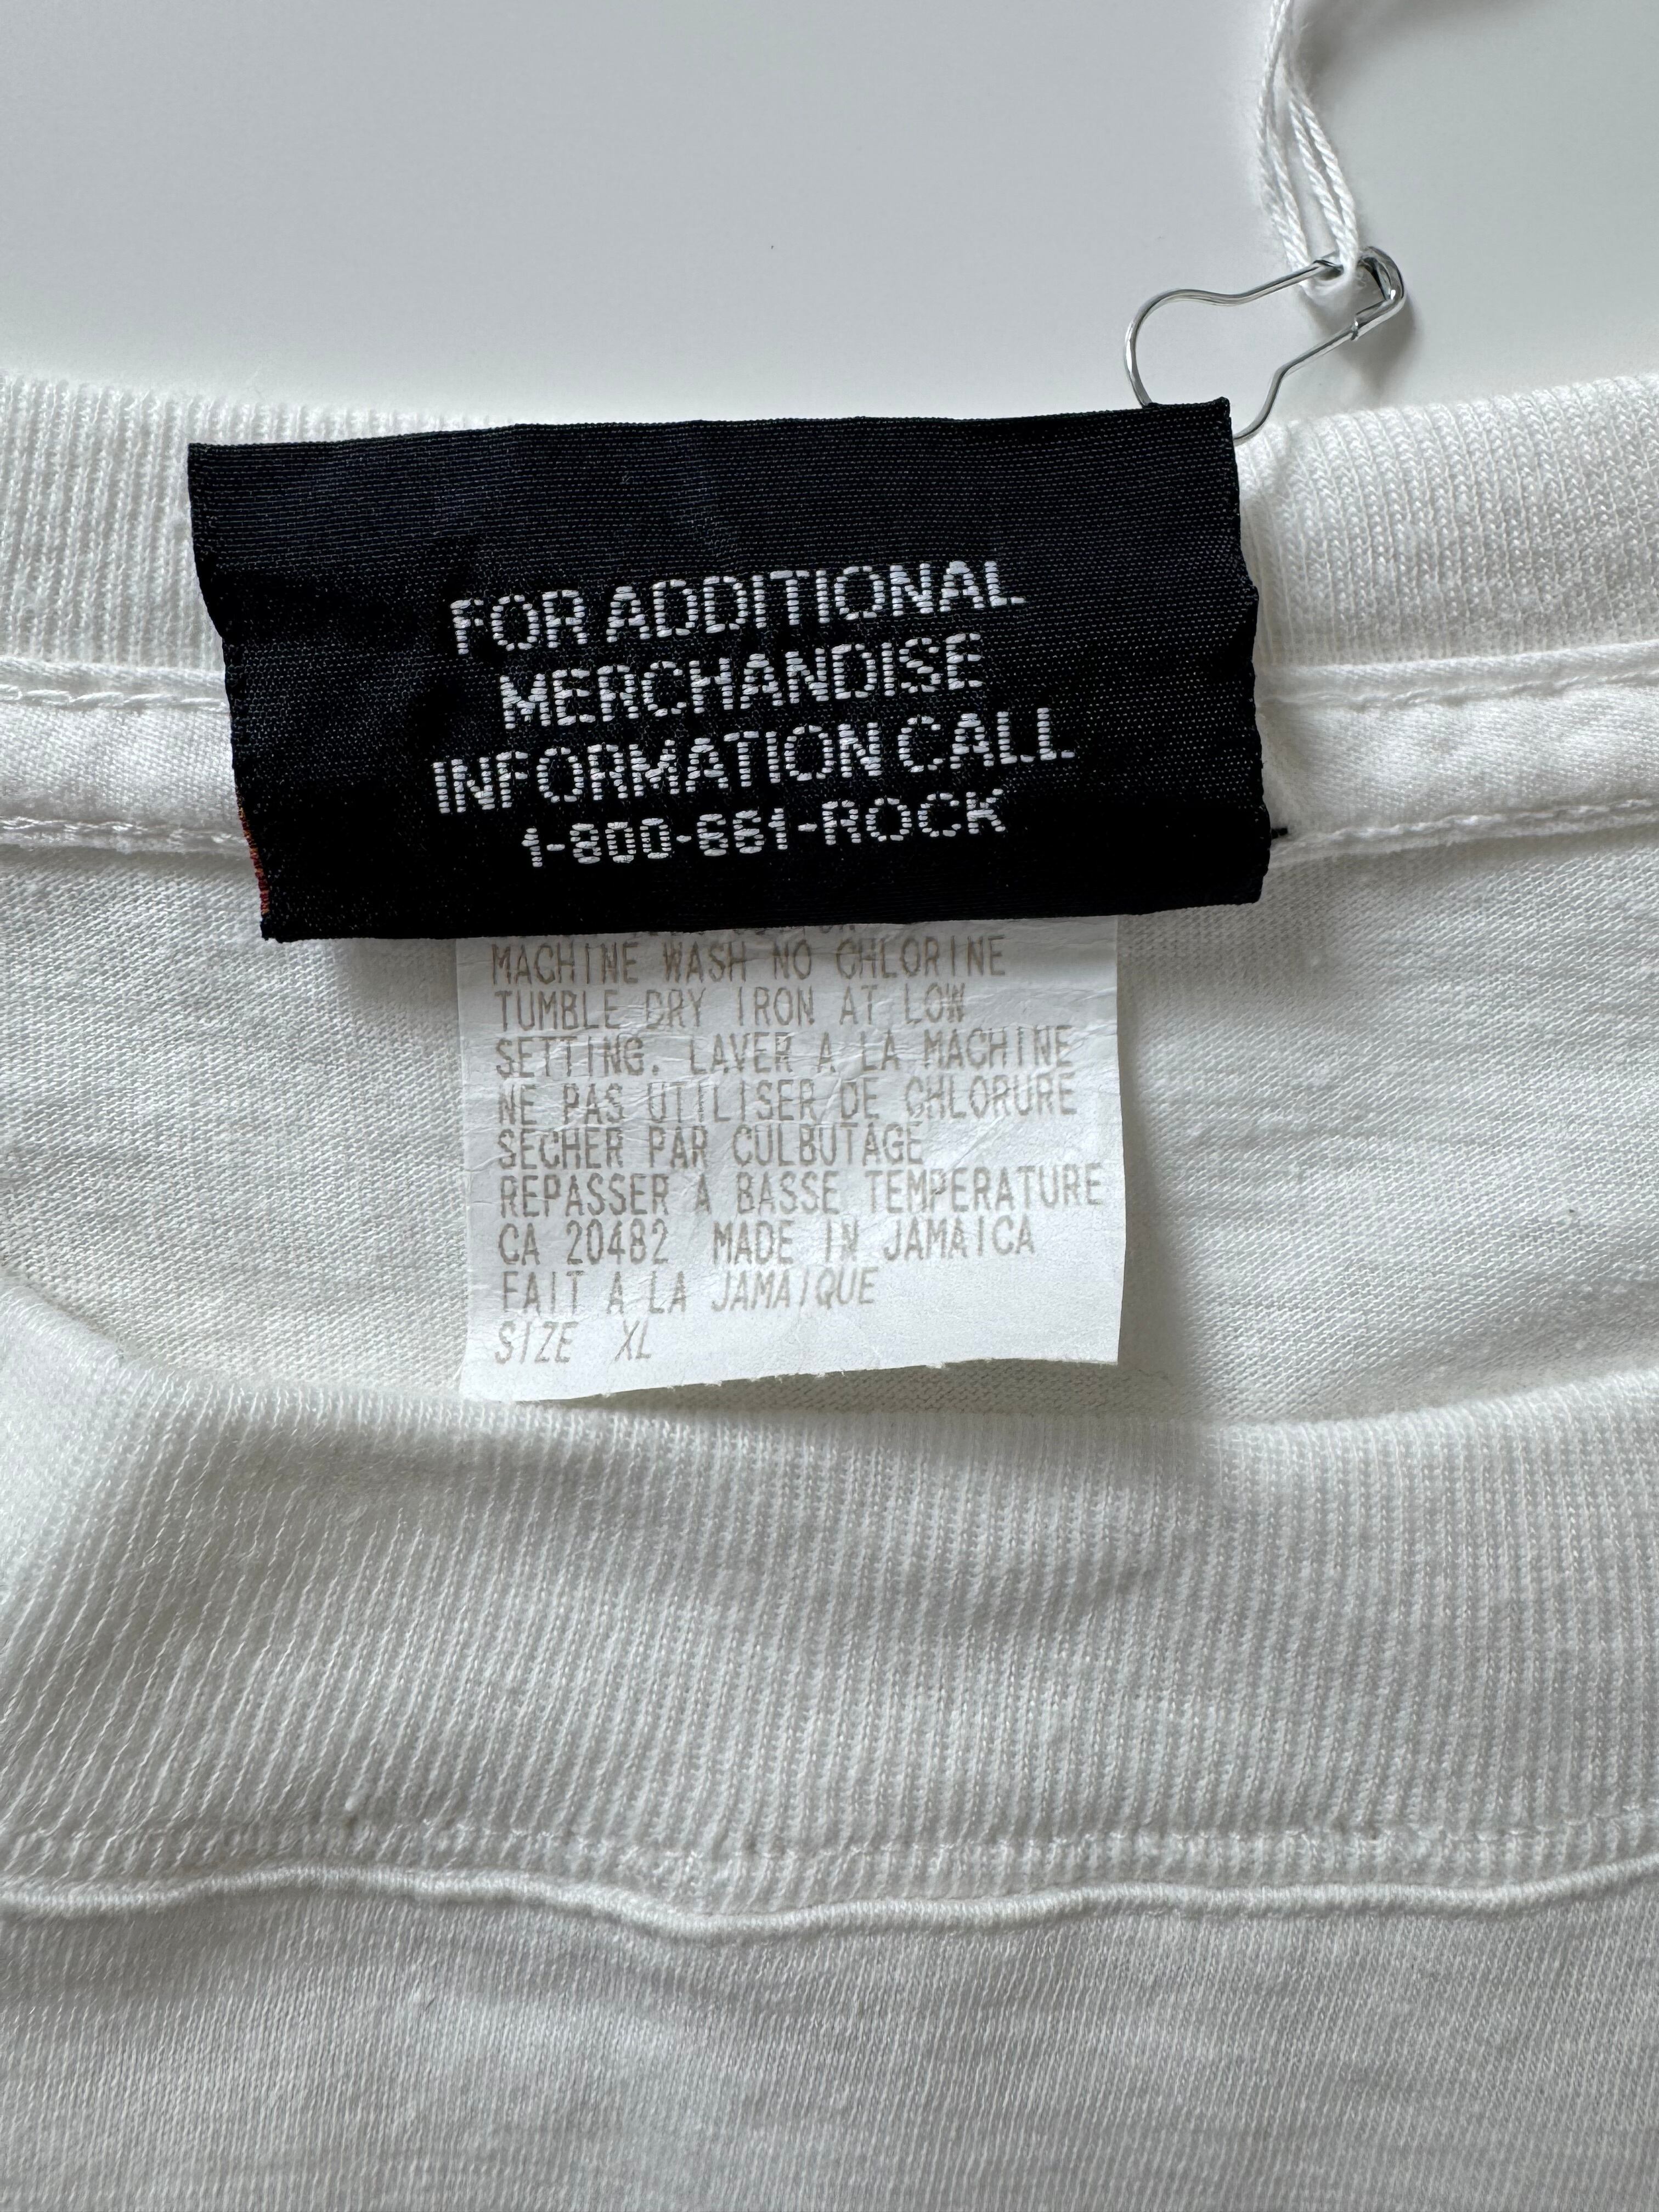 FOR ADDITIONAL
MERCHANDISE
INFORMATION CALL
1-800-661-ROCK
MACHINE WASH NO CHLORINE
TUMBLE DRY IRON AT LOW
SETTING. LAVER A LA MACHINE
NE PAS UTILISER DE CHLORURE
SECHER PAR CULBUTAGE
REPASSER A BASSE TEMPERATURE
CA 20482 MADE IN JAMAICA
FAIT A LA JAMAIQUE
SIZE XL